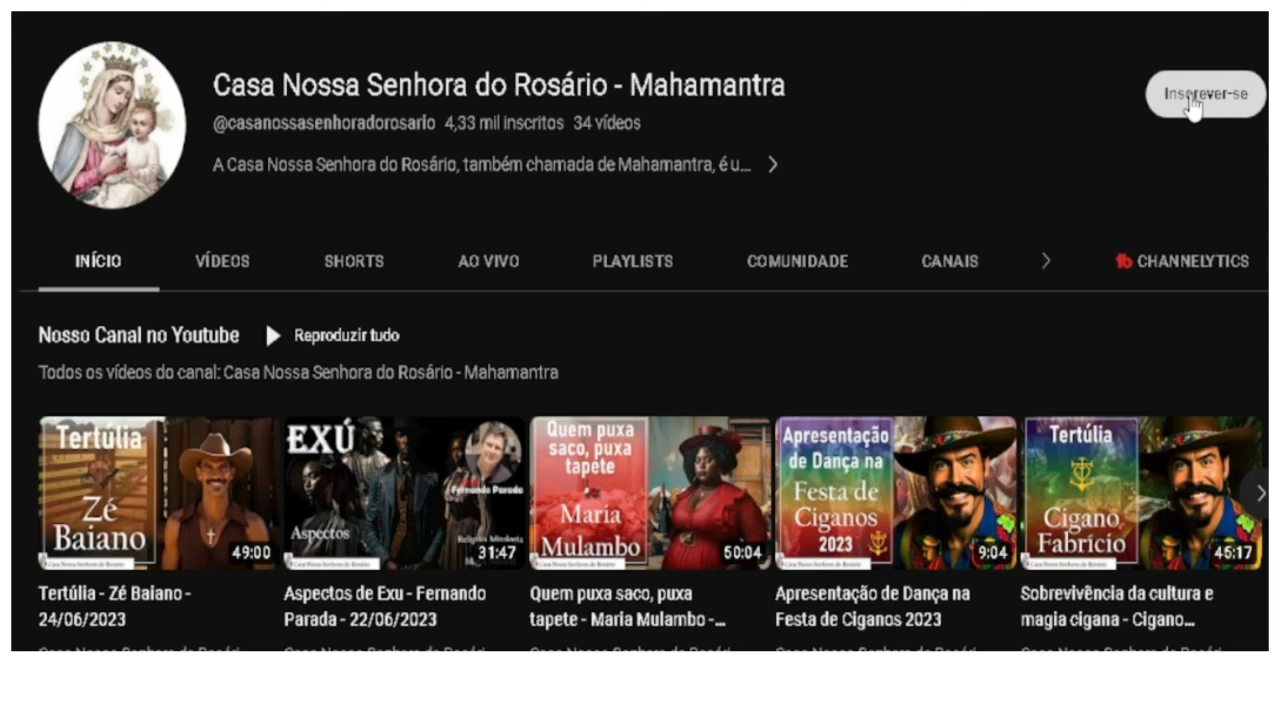 Casa Nossa Senhora do Rosário - Mahamantra
@casanossasenhoradorosario 4,33 mil inscritos 34 vídeos
Inscrever-se
A Casa Nossa Senhora do Rosário, também chamada de Mahamantra, é u...
INÍCIO VÍDEOS SHORTS AO VIVO PLAYLISTS COMUNIDADE CANAIS CHANNELYTICS
Nosso Canal no Youtube Reproduzir tudo
Todos os vídeos do canal: Casa Nossa Senhora do Rosário - Mahamantra
Tertúlia
Zé
Baiano
49:00
EXÚ
Fernando Parada
Aspectos
31:47
Quem puxa
saco, puxa
tapete
Maria
Mulambo
50:04
Apresentação
de Dança na
Festa de
Ciganos
2023
9:04
Tertúlia
Cigano
Fabrício
45:17
Tertúlia - Zé Baiano -
24/06/2023
Aspectos de Exu - Fernando
Parada - 22/06/2023
Quem puxa saco, puxa
tapete - Maria Mulambo -...
Apresentação de Dança na
Festa de Ciganos 2023
Sobrevivência da cultura e
magia cigana - Cigano...